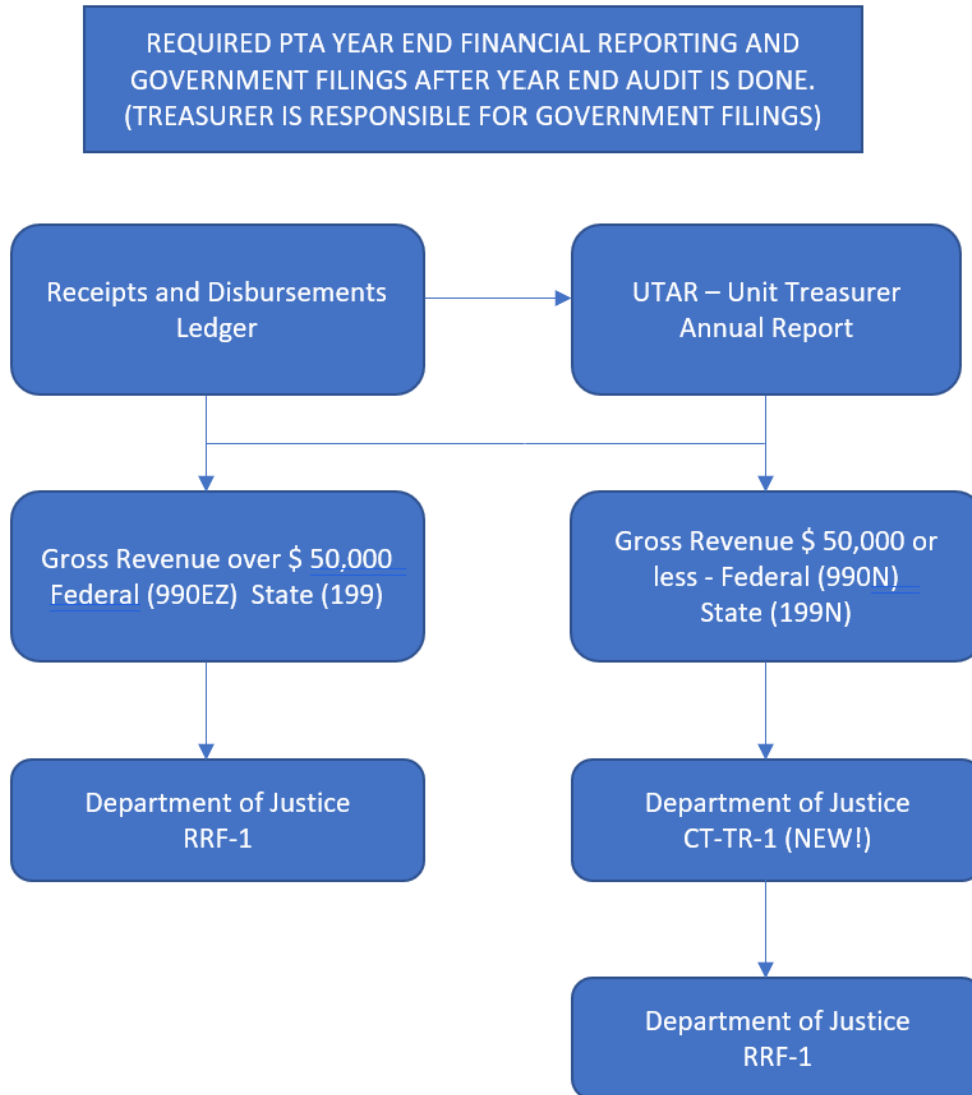 REQUIRED PTA YEAR END FINANCIAL REPORTING AND
GOVERNMENT FILINGS AFTER YEAR END AUDIT IS DONE.
(TREASURER IS RESPONSIBLE FOR GOVERNMENT FILINGS)
Receipts and Disbursements
Ledger
UTAR – Unit Treasurer
Annual Report
Gross Revenue over $ 50,000
Federal (990EZ)  State (199)
Gross Revenue $ 50,000 or
less - Federal (990N)
State (199N)
Department of Justice
RRF-1
Department of Justice
CT-TR-1 (NEW!)
Department of Justice
RRF-1